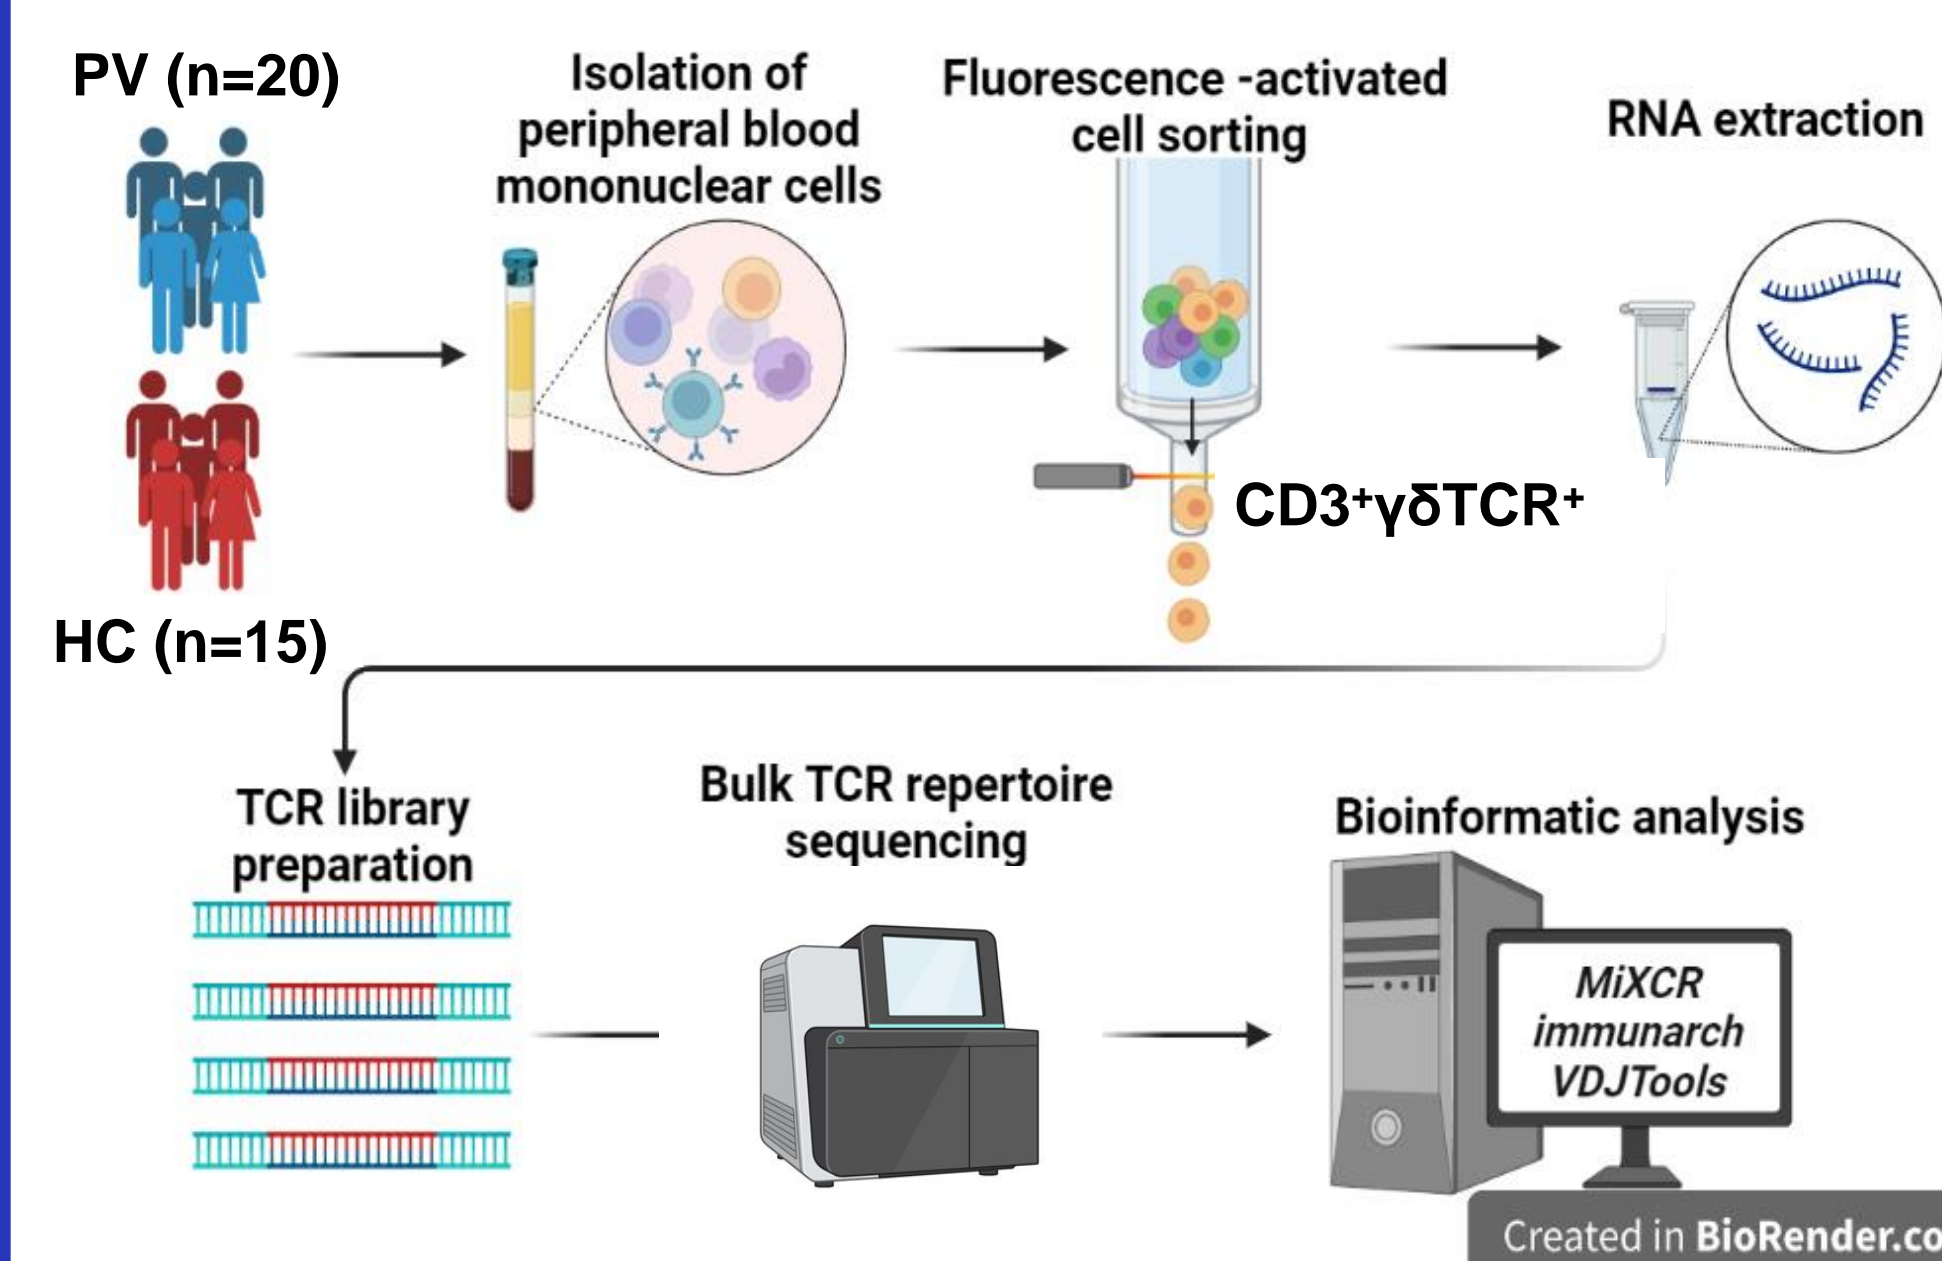 PV (n=20)
Isolation of
peripheral blood
mononuclear cells
Fluorescence -activated
cell sorting
RNA extraction
CD3⁺γδTCR⁺
HC (n=15)
TCR library
preparation
Bulk TCR repertoire
sequencing
Bioinformatic analysis
MiXCR
immunarch
VDJTools
Created in BioRender.co